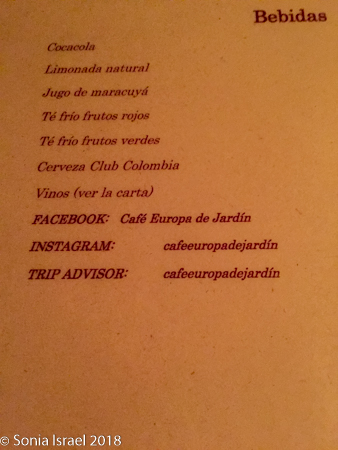 Bebidas
Cocacola
Limonada natural
Jugo de maracuyá
Té frío frutos rojos
Té frío frutos verdes
Cerveza Club Colombia
Vinos (ver la carta)
FACEBOOK: Café Europa de Jardín
INSTAGRAM: cafeeuropadejardín
TRIP ADVISOR: cafeeuropadejardín
© Sonia Israel 2018